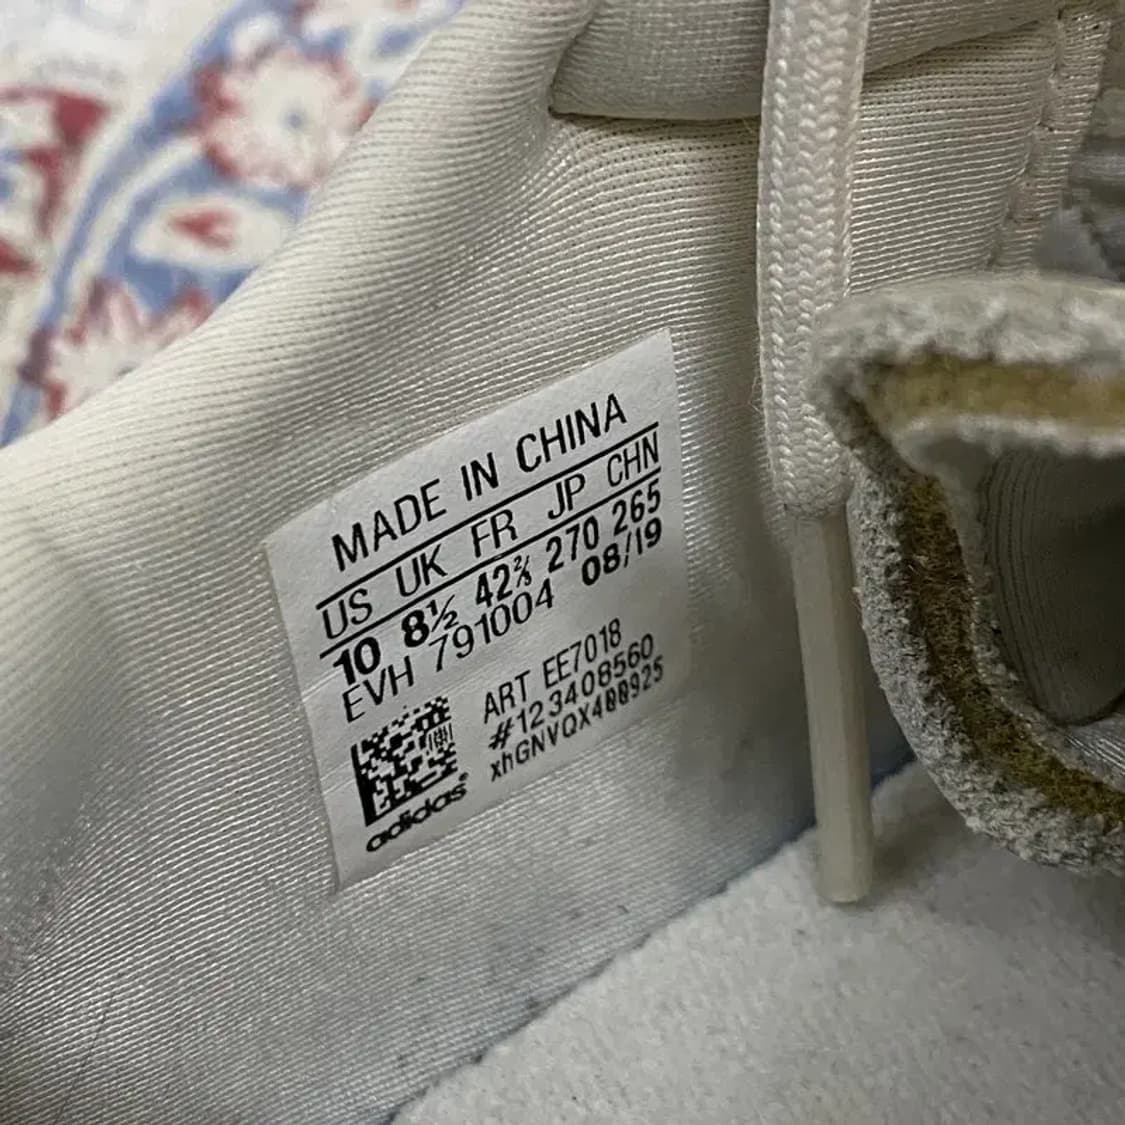 MADE IN CHINA
US UK FR JP CHN
10 8½ 42⅔ 270 265
EVH 791004 08/19
ART EE7018
#123408560
xhGNVQX400925
adidas®